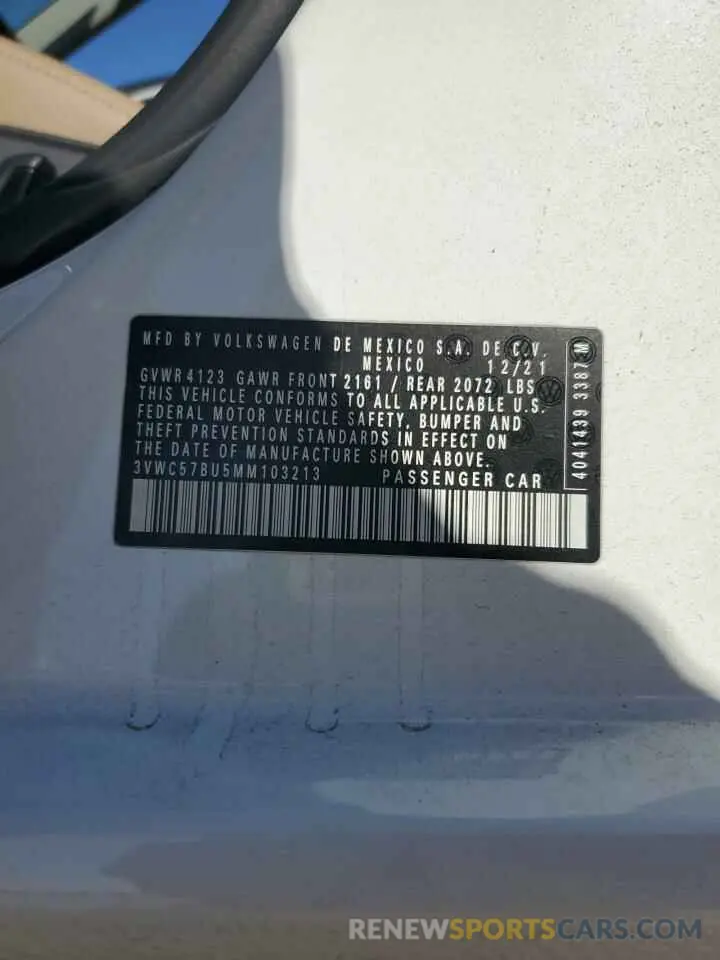 MFD BY VOLKSWAGEN DE MEXICO S.A. DE C.V.
MEXICO 12/21
GVWR 4123 GAWR FRONT 2161 / REAR 2072 LBS
THIS VEHICLE CONFORMS TO ALL APPLICABLE U.S.
FEDERAL MOTOR VEHICLE SAFETY, BUMPER AND
THEFT PREVENTION STANDARDS IN EFFECT ON
THE DATE OF MANUFACTURE SHOWN ABOVE.
3VWC57BU5MM103213 PASSENGER CAR
4041439 3387 M
RENEWSPORTSCARS.COM